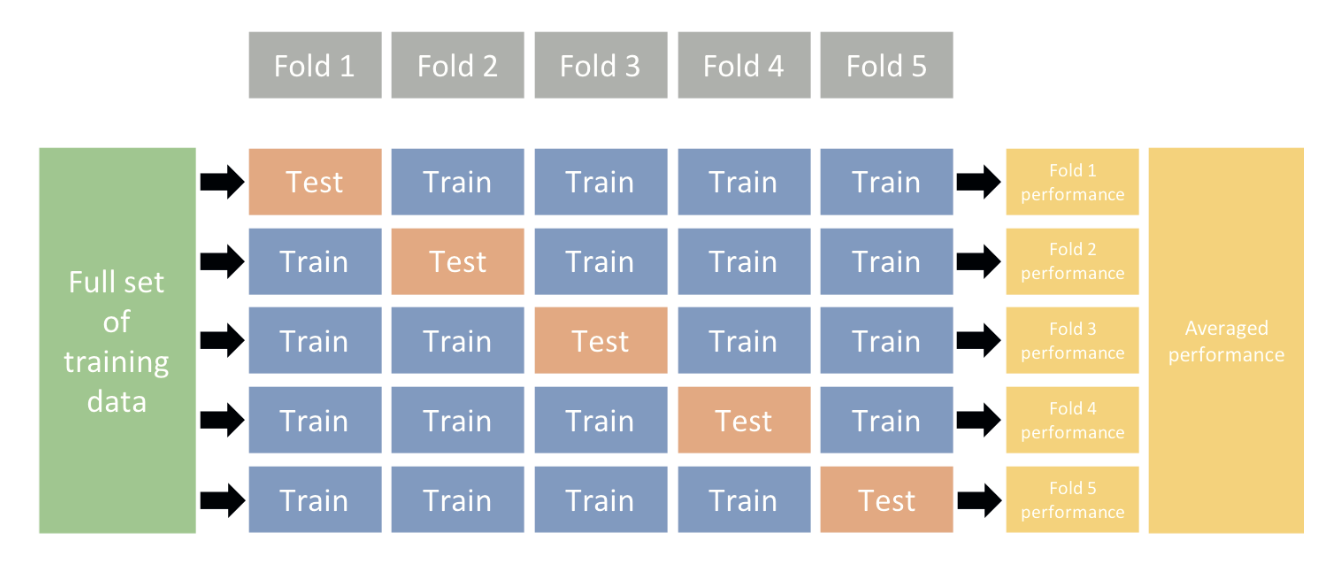 Fold 1 Fold 2 Fold 3 Fold 4 Fold 5
Full set
of
training
data
Test Train Train Train Train
Fold 1
performance
Train Test Train Train Train
Fold 2
performance
Train Train Test Train Train
Fold 3
performance
Train Train Train Test Train
Fold 4
performance
Train Train Train Train Test
Fold 5
performance
Averaged
performance